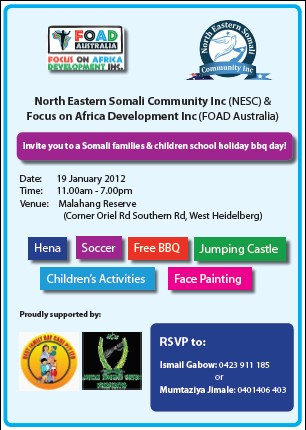 FOAD
AUSTRALIA
FOCUS ON AFRICA
DEVELOPMENT INC.
North Eastern Somali
Community Inc
North Eastern Somali Community Inc (NESC) &
Focus on Africa Development Inc (FOAD Australia)
Invite you to a Somali families & children school holiday bbq day!
Date: 19 January 2012
Time: 11.00am - 7.00pm
Venue: Malahang Reserve
(Corner Oriel Rd Southern Rd, West Heidelberg)
Hena Soccer Free BBQ Jumping Castle
Children's Activities Face Painting
Proudly supported by:
RSVP to:
Ismail Gabow: 0423 911 185
or
Mumtaziya Jimale: 0401406 403